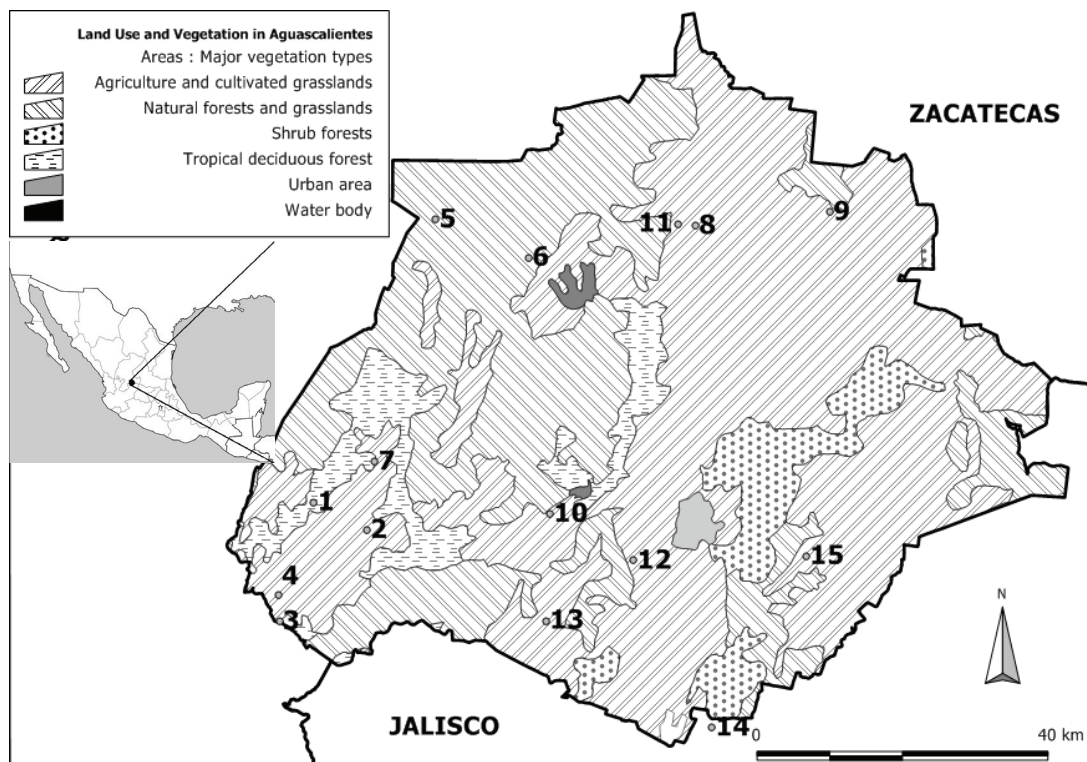 Land Use and Vegetation in Aguascalientes
Areas : Major vegetation types
Agriculture and cultivated grasslands
Natural forests and grasslands
Shrub forests
Tropical deciduous forest
Urban area
Water body
ZACATECAS
5
11
8
9
6
7
1
2
10
12
15
4
3
13
N
JALISCO
14
0
40 km